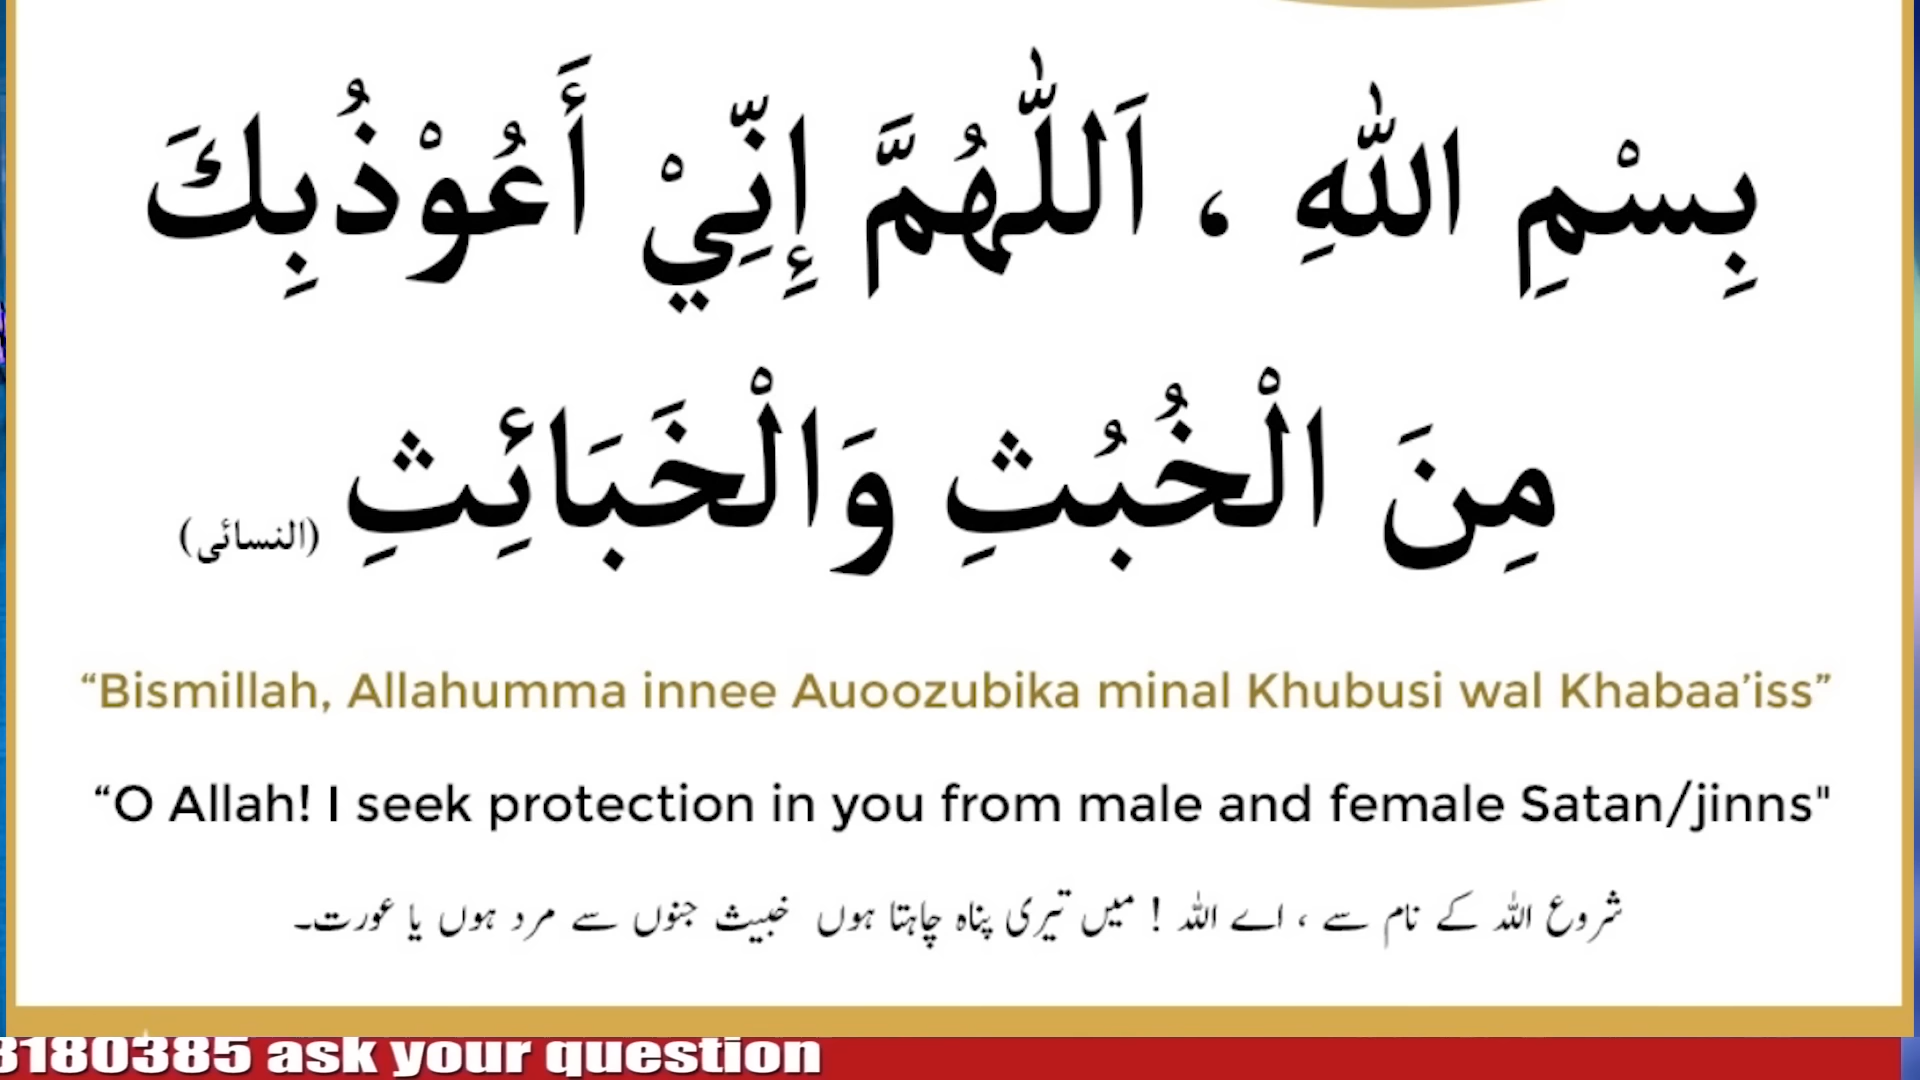 بِسْمِ اللّٰهِ ، اَللّٰهُمَّ إِنِّيْ أَعُوْذُبِكَ
مِنَ الْخُبُثِ وَالْخَبَائِثِ (النسائی)
“Bismillah, Allahumma innee Auoozubika minal Khubusi wal Khabaa’iss”
“O Allah! I seek protection in you from male and female Satan/jinns"
شروع اللہ کے نام سے ، اے اللہ ! میں تیری پناہ چاہتا ہوں خبیث جنوں سے مرد ہوں یا عورت۔
3180385 ask your question